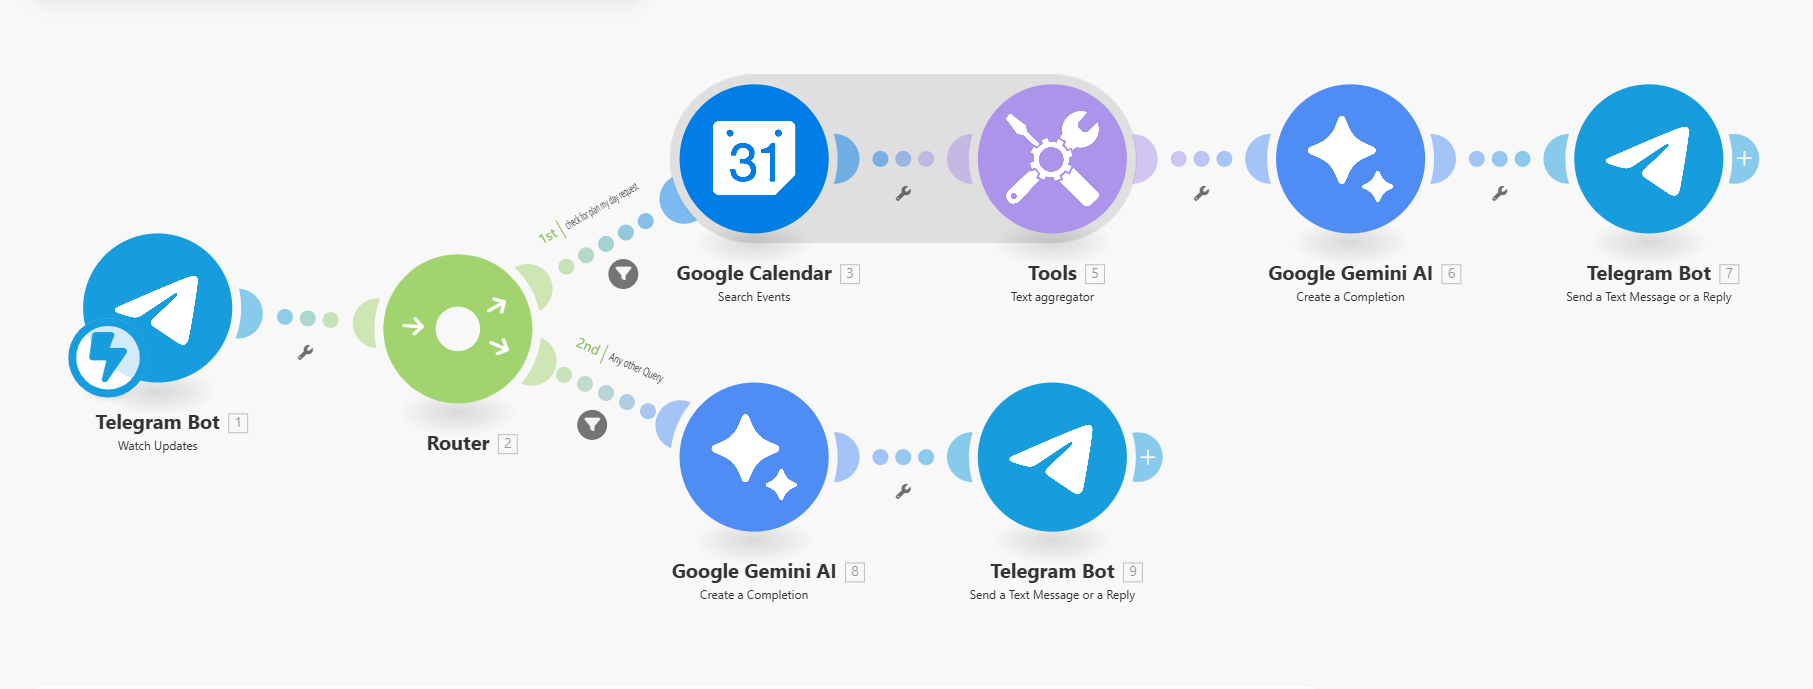 31
Google Calendar 3
Search Events
Tools 5
Text aggregator
Google Gemini AI 6
Create a Completion
Telegram Bot 7
Send a Text Message or a Reply
1st | check for plan my day request
Telegram Bot 1
Watch Updates
Router 2
2nd | Any other Query
Google Gemini AI 8
Create a Completion
Telegram Bot 9
Send a Text Message or a Reply